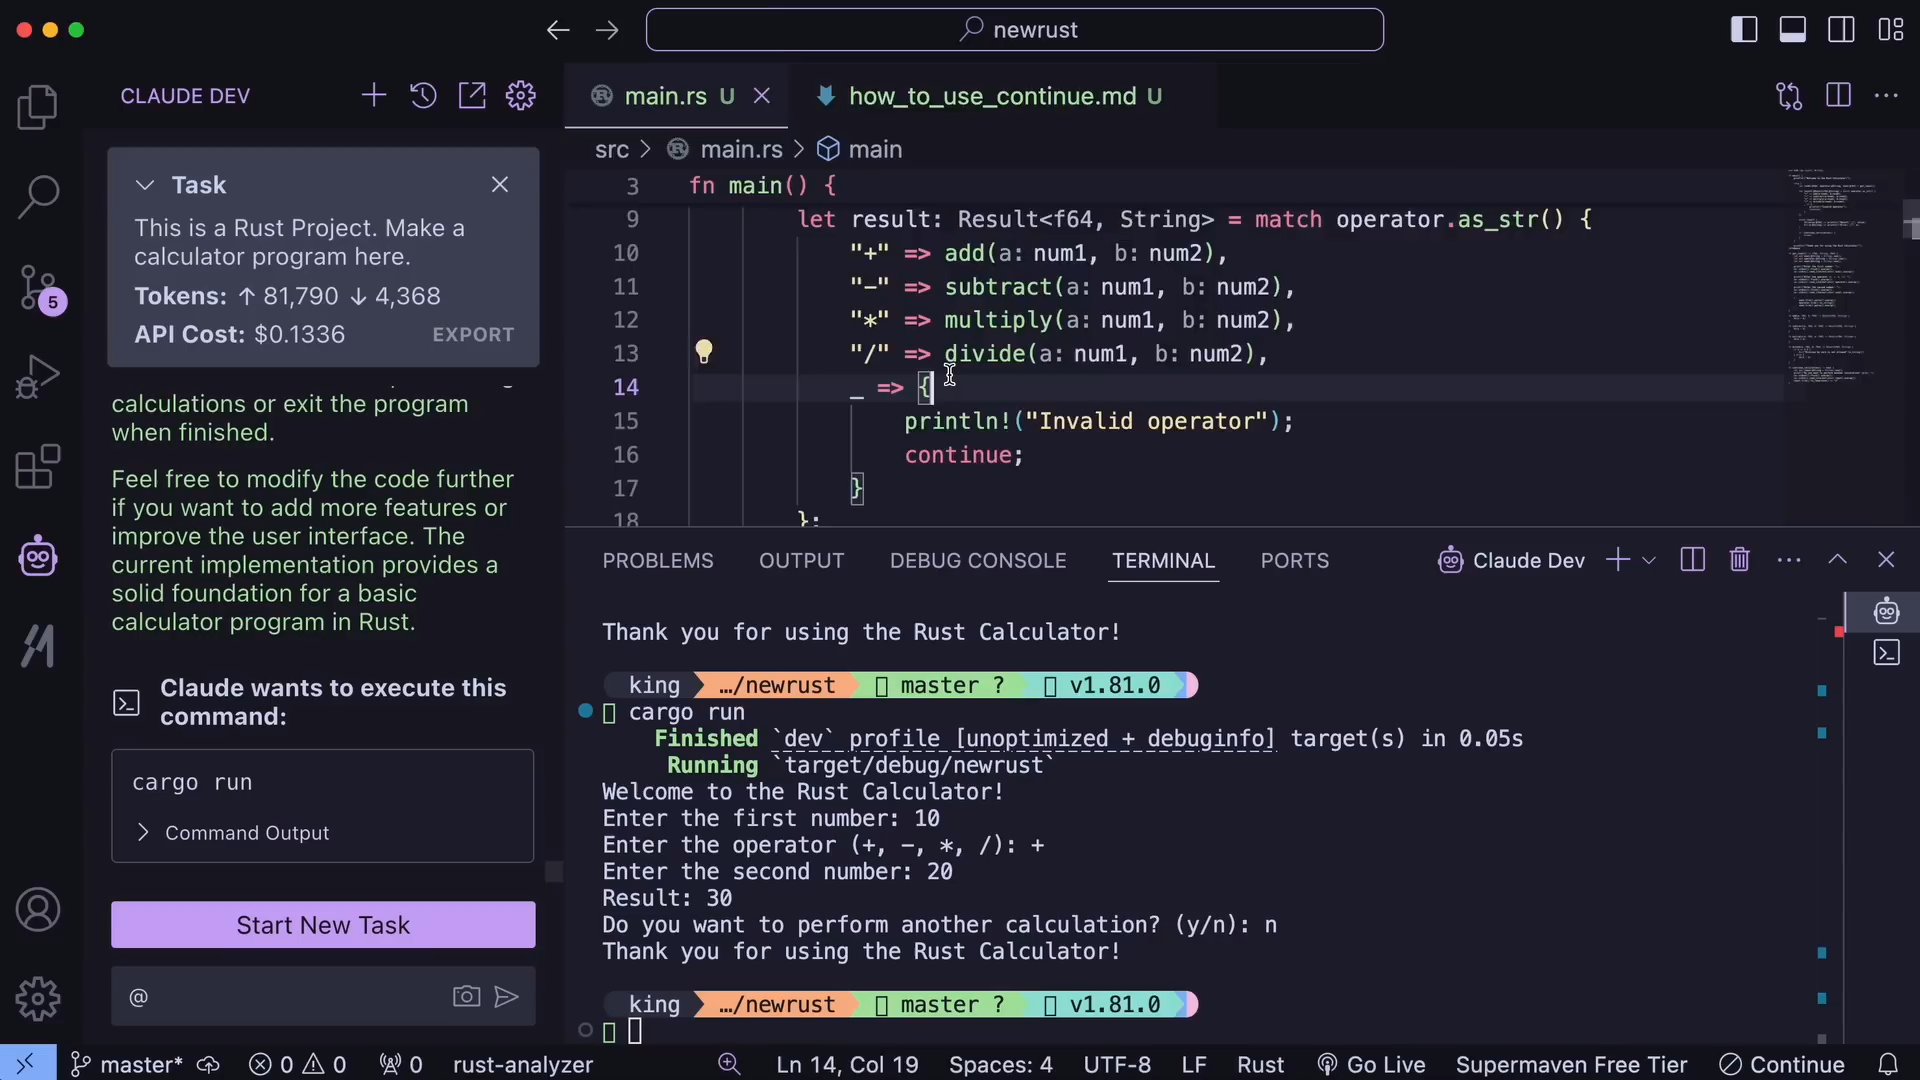 newrust
CLAUDE DEV
Task
This is a Rust Project. Make a
calculator program here.
Tokens: ↑ 81,790 ↓ 4,368
API Cost: $0.1336
EXPORT
calculations or exit the program
when finished.
Feel free to modify the code further
if you want to add more features or
improve the user interface. The
current implementation provides a
solid foundation for a basic
calculator program in Rust.
Claude wants to execute this
command:
cargo run
Command Output
Start New Task
@
5
main.rs U
how_to_use_continue.md U
src > main.rs > main
3 fn main() {
9 let result: Result<f64, String> = match operator.as_str() {
10 "+" => add(a: num1, b: num2),
11 "-" => subtract(a: num1, b: num2),
12 "*" => multiply(a: num1, b: num2),
13 "/" => divide(a: num1, b: num2),
14 _ => {
15 println!("Invalid operator");
16 continue;
17 }
18 };
PROBLEMS OUTPUT DEBUG CONSOLE TERMINAL PORTS Claude Dev
Thank you for using the Rust Calculator!
king …/newrust master ? v1.81.0
cargo run
Finished `dev` profile [unoptimized + debuginfo] target(s) in 0.05s
Running `target/debug/newrust`
Welcome to the Rust Calculator!
Enter the first number: 10
Enter the operator (+, -, *, /): +
Enter the second number: 20
Result: 30
Do you want to perform another calculation? (y/n): n
Thank you for using the Rust Calculator!
king …/newrust master ? v1.81.0
master* 0 0 0 rust-analyzer Ln 14, Col 19 Spaces: 4 UTF-8 LF Rust Go Live Supermaven Free Tier Continue